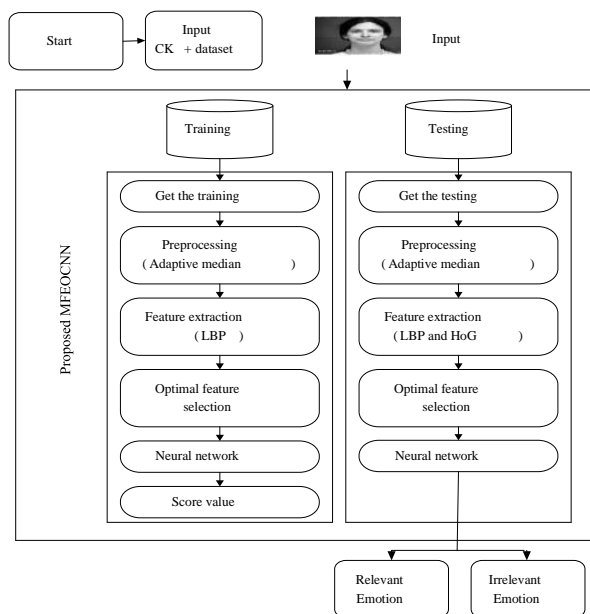 Start
Input
CK + dataset
Input
Proposed MFEOCNN
Training
Get the training
Preprocessing
( Adaptive median )
Feature extraction
( LBP )
Optimal feature
selection
Neural network
Score value
Testing
Get the testing
Preprocessing
( Adaptive median )
Feature extraction
( LBP and HoG )
Optimal feature
selection
Neural network
Relevant
Emotion
Irrelevant
Emotion